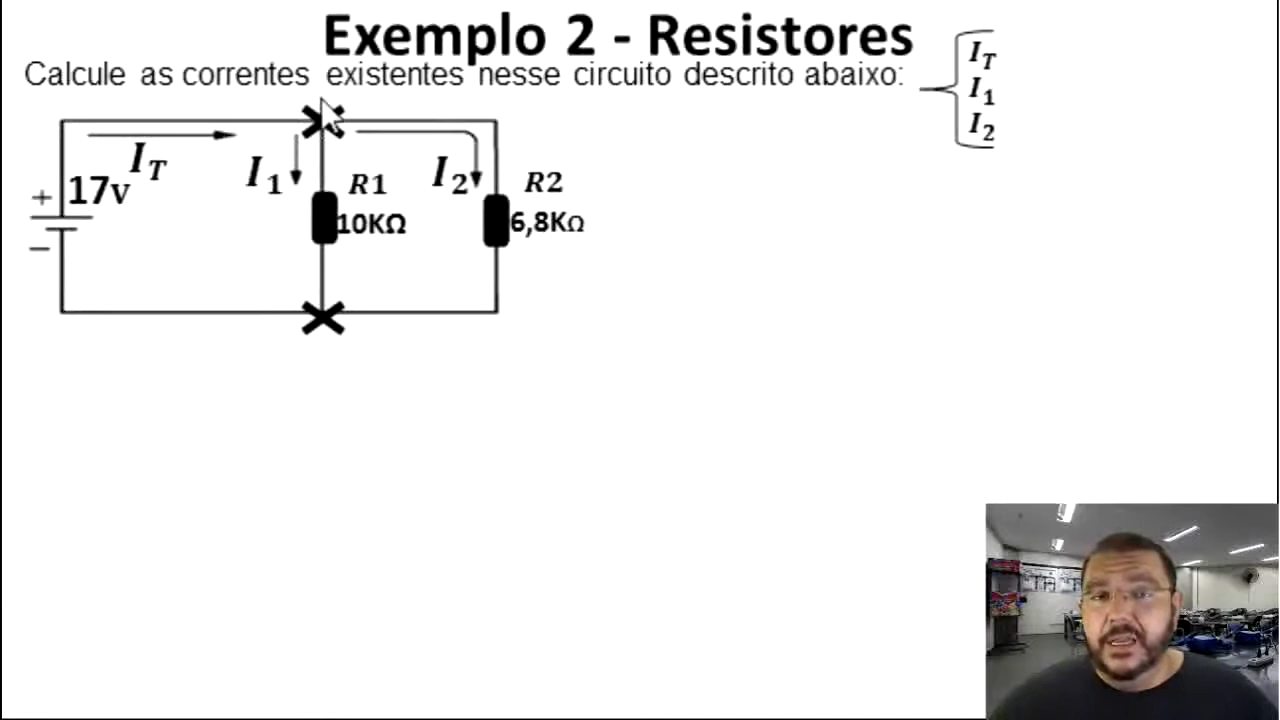 Exemplo 2 - Resistores
Calcule as correntes existentes nesse circuito descrito abaixo:
I_T
I_1
I_2
I_T
I_1
R1
I_2
R2
+
17v
10KΩ
6,8KΩ
−